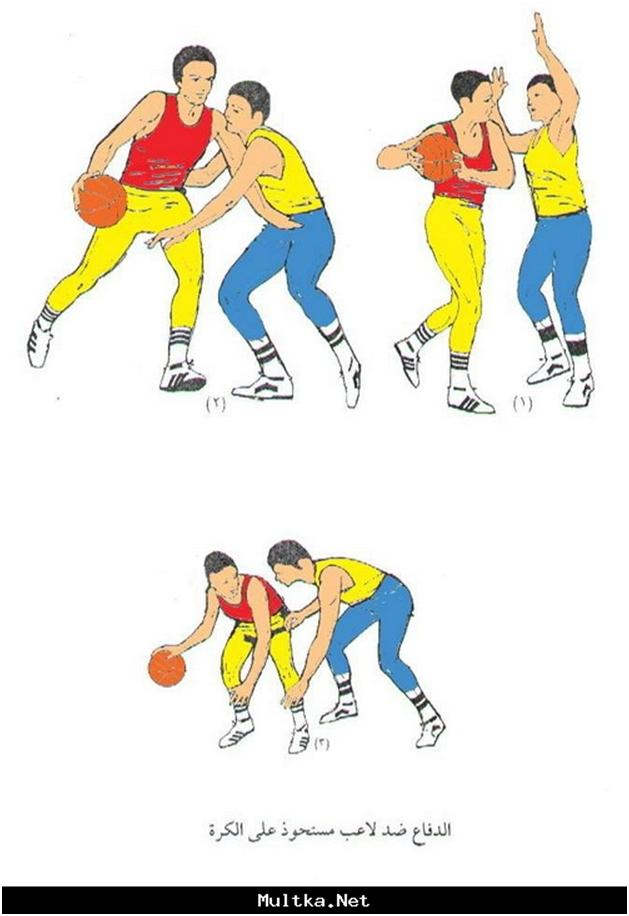 (٢)
(١)
(٣)
الدفاع ضد لاعب مستحوذ على الكرة
Multka.Net